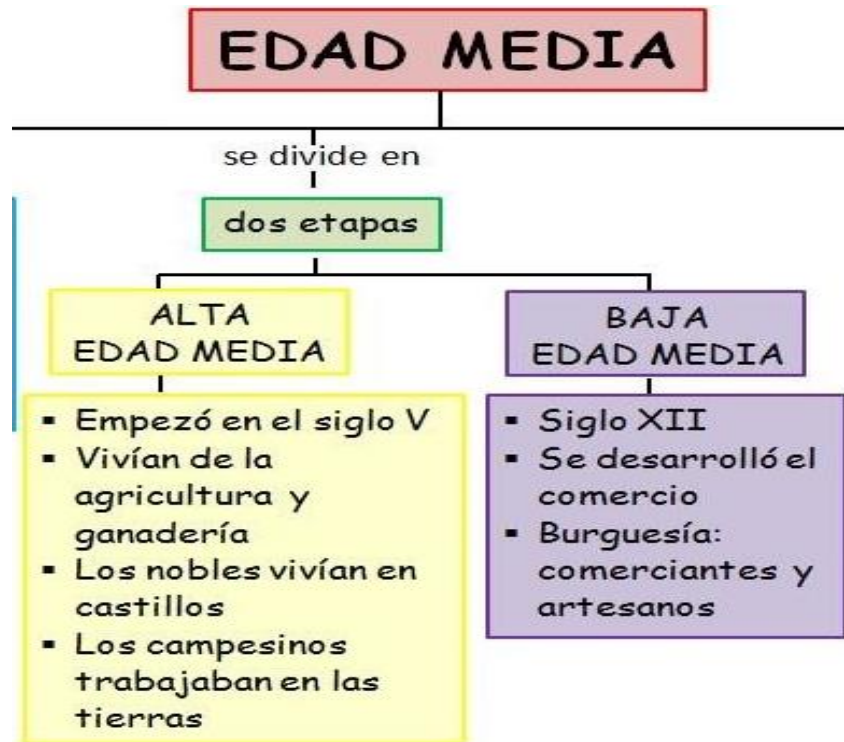 EDAD MEDIA
se divide en
dos etapas
ALTA
EDAD MEDIA
▪ Empezó en el siglo V
▪ Vivían de la
agricultura y
ganadería
▪ Los nobles vivían en
castillos
▪ Los campesinos
trabajaban en las
tierras
BAJA
EDAD MEDIA
▪ Siglo XII
▪ Se desarrolló el
comercio
▪ Burguesía:
comerciantes y
artesanos